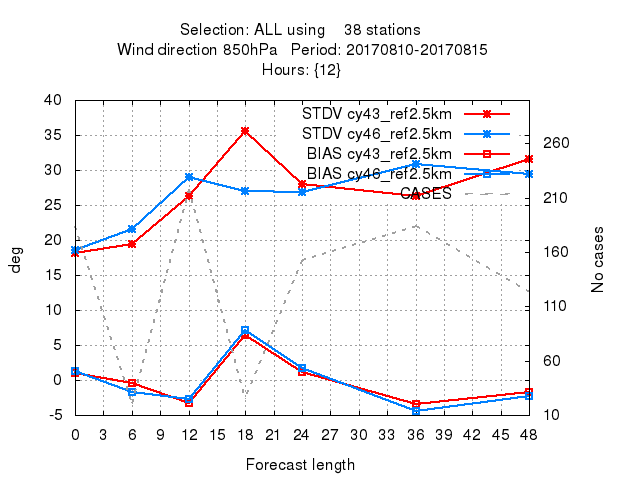 Selection: ALL using    38 stations
Wind direction 850hPa   Period: 20170810-20170815
Hours: {12}
STDV cy43_ref2.5km
STDV cy46_ref2.5km
BIAS cy43_ref2.5km
BIAS cy46_ref2.5km
CASES
40
35
30
25
20
15
10
5
0
-5
deg
260
210
160
110
60
10
No cases
0 3 6 9 12 15 18 21 24 27 30 33 36 39 42 45 48
Forecast length